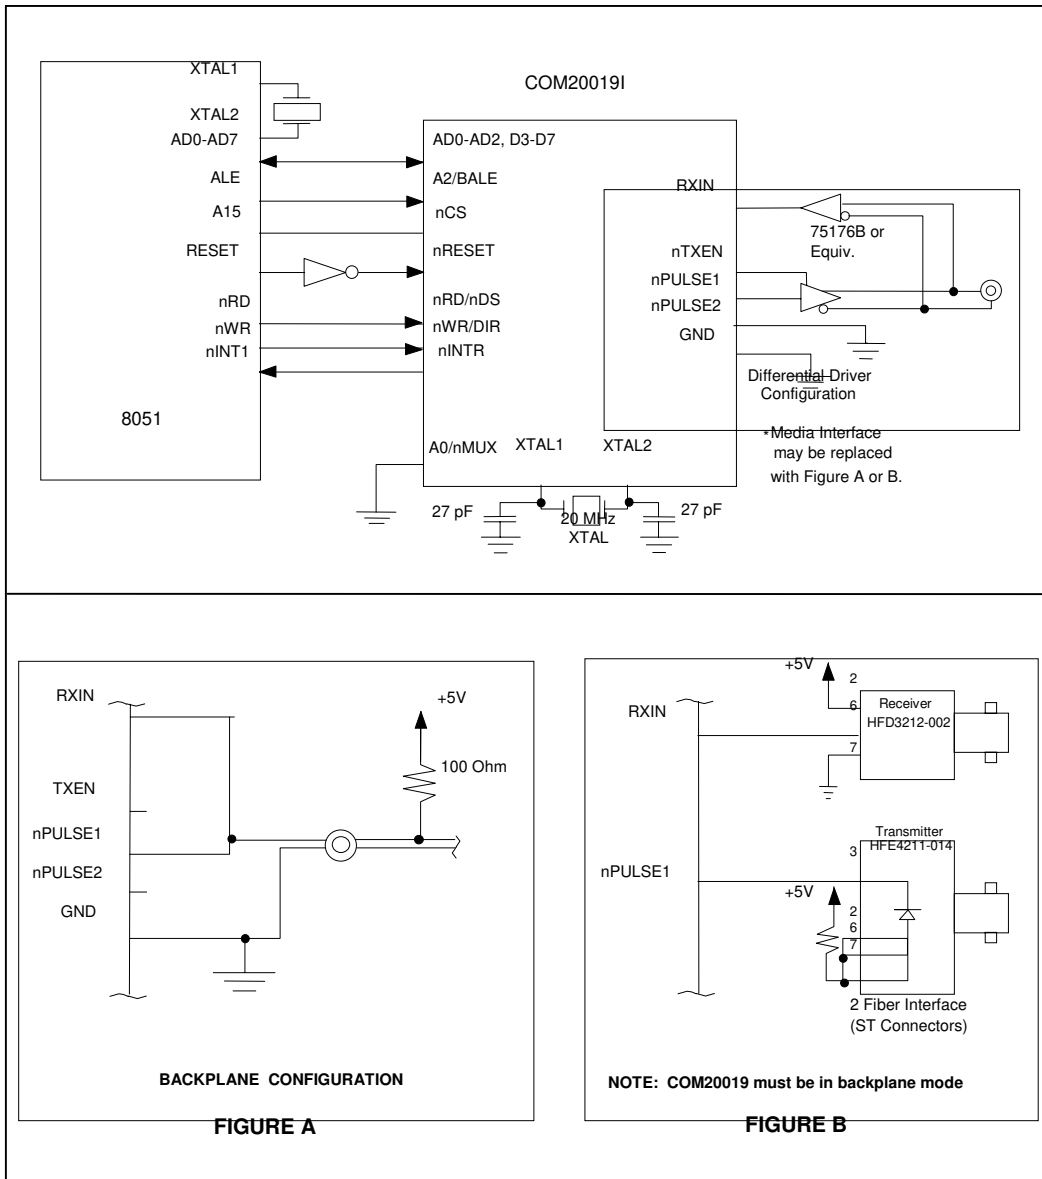 XTAL1
COM20019I
XTAL2
AD0-AD7
AD0-AD2, D3-D7
ALE
A2/BALE
RXIN
A15
nCS
75176B or
Equiv.
RESET
nRESET
nTXEN
nPULSE1
nRD
nRD/nDS
nPULSE2
nWR
nWR/DIR
GND
nINT1
nINTR
Differential Driver
Configuration
8051
A0/nMUX
XTAL1
XTAL2
*Media Interface
may be replaced
with Figure A or B.
27 pF
20 MHz
XTAL
27 pF
RXIN
+5V
100 Ohm
TXEN
nPULSE1
nPULSE2
GND
BACKPLANE CONFIGURATION
FIGURE A
+5V
2
6
7
Receiver
HFD3212-002
RXIN
Transmitter
HFE4211-014
3
nPULSE1
+5V
2
6
7
2 Fiber Interface
(ST Connectors)
NOTE: COM20019 must be in backplane mode
FIGURE B